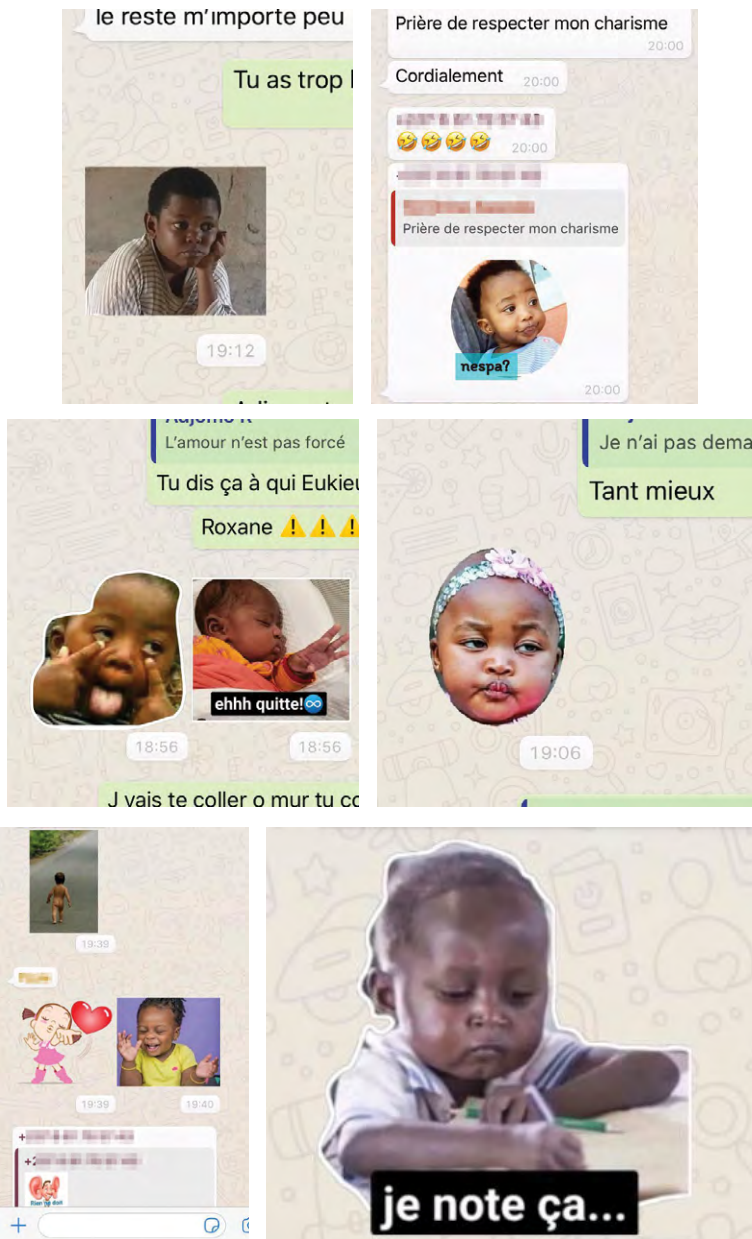 le reste m'importe peu
Tu as trop
19:12
Prière de respecter mon charisme
20:00
Cordialement 20:00
🤣🤣🤣🤣 20:00
Prière de respecter mon charisme
nespa?
20:00
L'amour n'est pas forcé
Tu dis ça à qui
Roxane ⚠️⚠️⚠️
ehhh quitte!
18:56 18:56
J vais te coller o mur tu
Je n'ai pas
Tant mieux
19:06
19:39
19:39 19:40
je note ça...